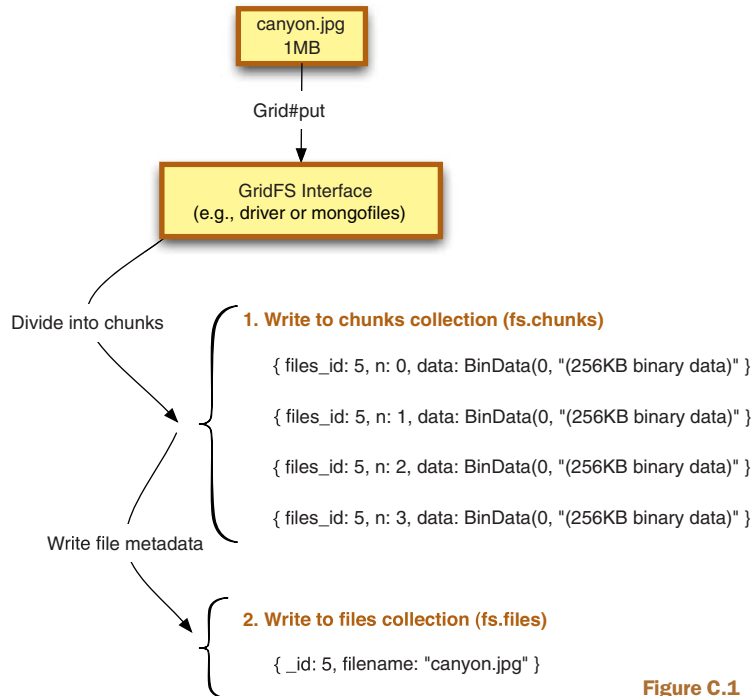 canyon.jpg
1MB
Grid#put
GridFS Interface
(e.g., driver or mongofiles)
Divide into chunks
1. Write to chunks collection (fs.chunks)
{ files_id: 5, n: 0, data: BinData(0, "(256KB binary data)" }
{ files_id: 5, n: 1, data: BinData(0, "(256KB binary data)" }
{ files_id: 5, n: 2, data: BinData(0, "(256KB binary data)" }
{ files_id: 5, n: 3, data: BinData(0, "(256KB binary data)" }
Write file metadata
2. Write to files collection (fs.files)
{ _id: 5, filename: "canyon.jpg" }
Figure C.1